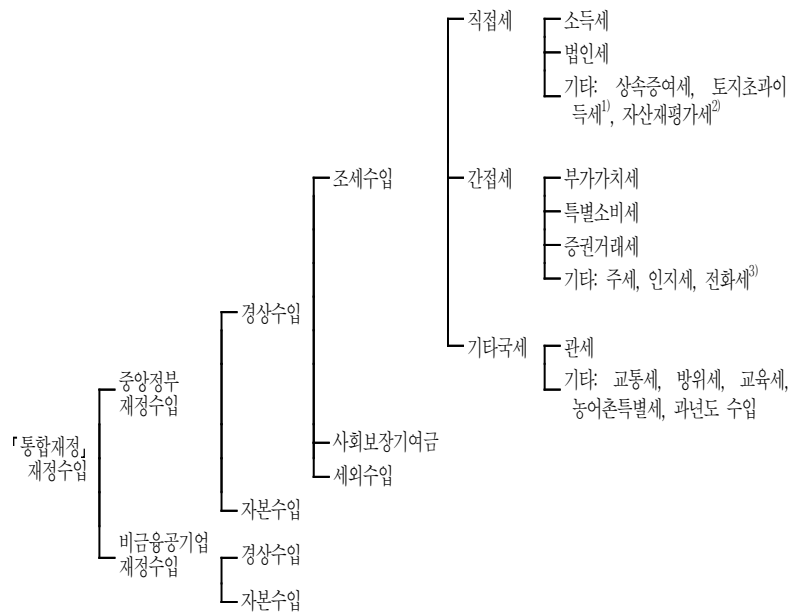 직접세
소득세
법인세
기타: 상속증여세, 토지초과이
득세1), 자산재평가세2)
조세수입
간접세
부가가치세
특별소비세
증권거래세
기타: 주세, 인지세, 전화세3)
경상수입
기타국세
관세
기타: 교통세, 방위세, 교육세,
농어촌특별세, 과년도 수입
중앙정부
재정수입
사회보장기여금
『통합재정』
재정수입
세외수입
자본수입
비금융공기업
재정수입
경상수입
자본수입